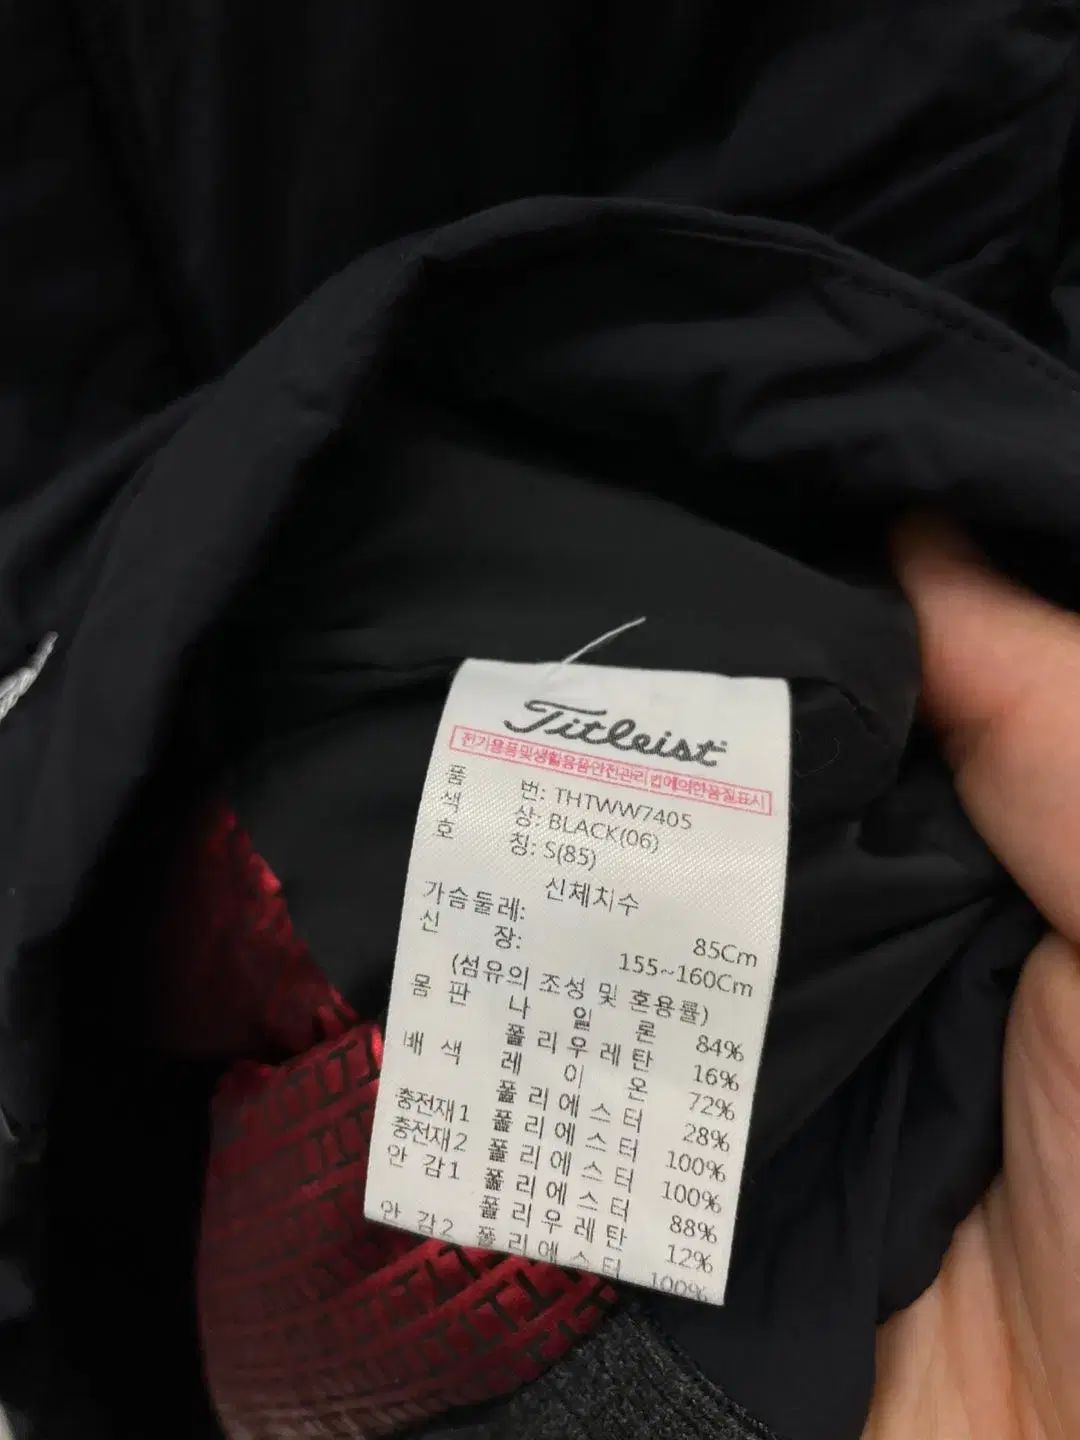 Titleist
전기용품및생활용품안전관리법에의한품질표시
품 번: THTWW7405
색 상: BLACK(06)
호 칭: S(85)
신체치수
가슴둘레: 85Cm
신 장: 155~160Cm
(섬유의 조성 및 혼용률)
몸 판 나 일 론 84%
폴 리 우 레 탄 16%
배 색 레 이 온 72%
폴 리 에 스 터 28%
충전재1 폴 리 에 스 터 100%
충전재2 폴 리 에 스 터 100%
안 감1 폴 리 에 스 터 88%
폴 리 우 레 탄 12%
안 감2 폴 리 에 스 터 100%